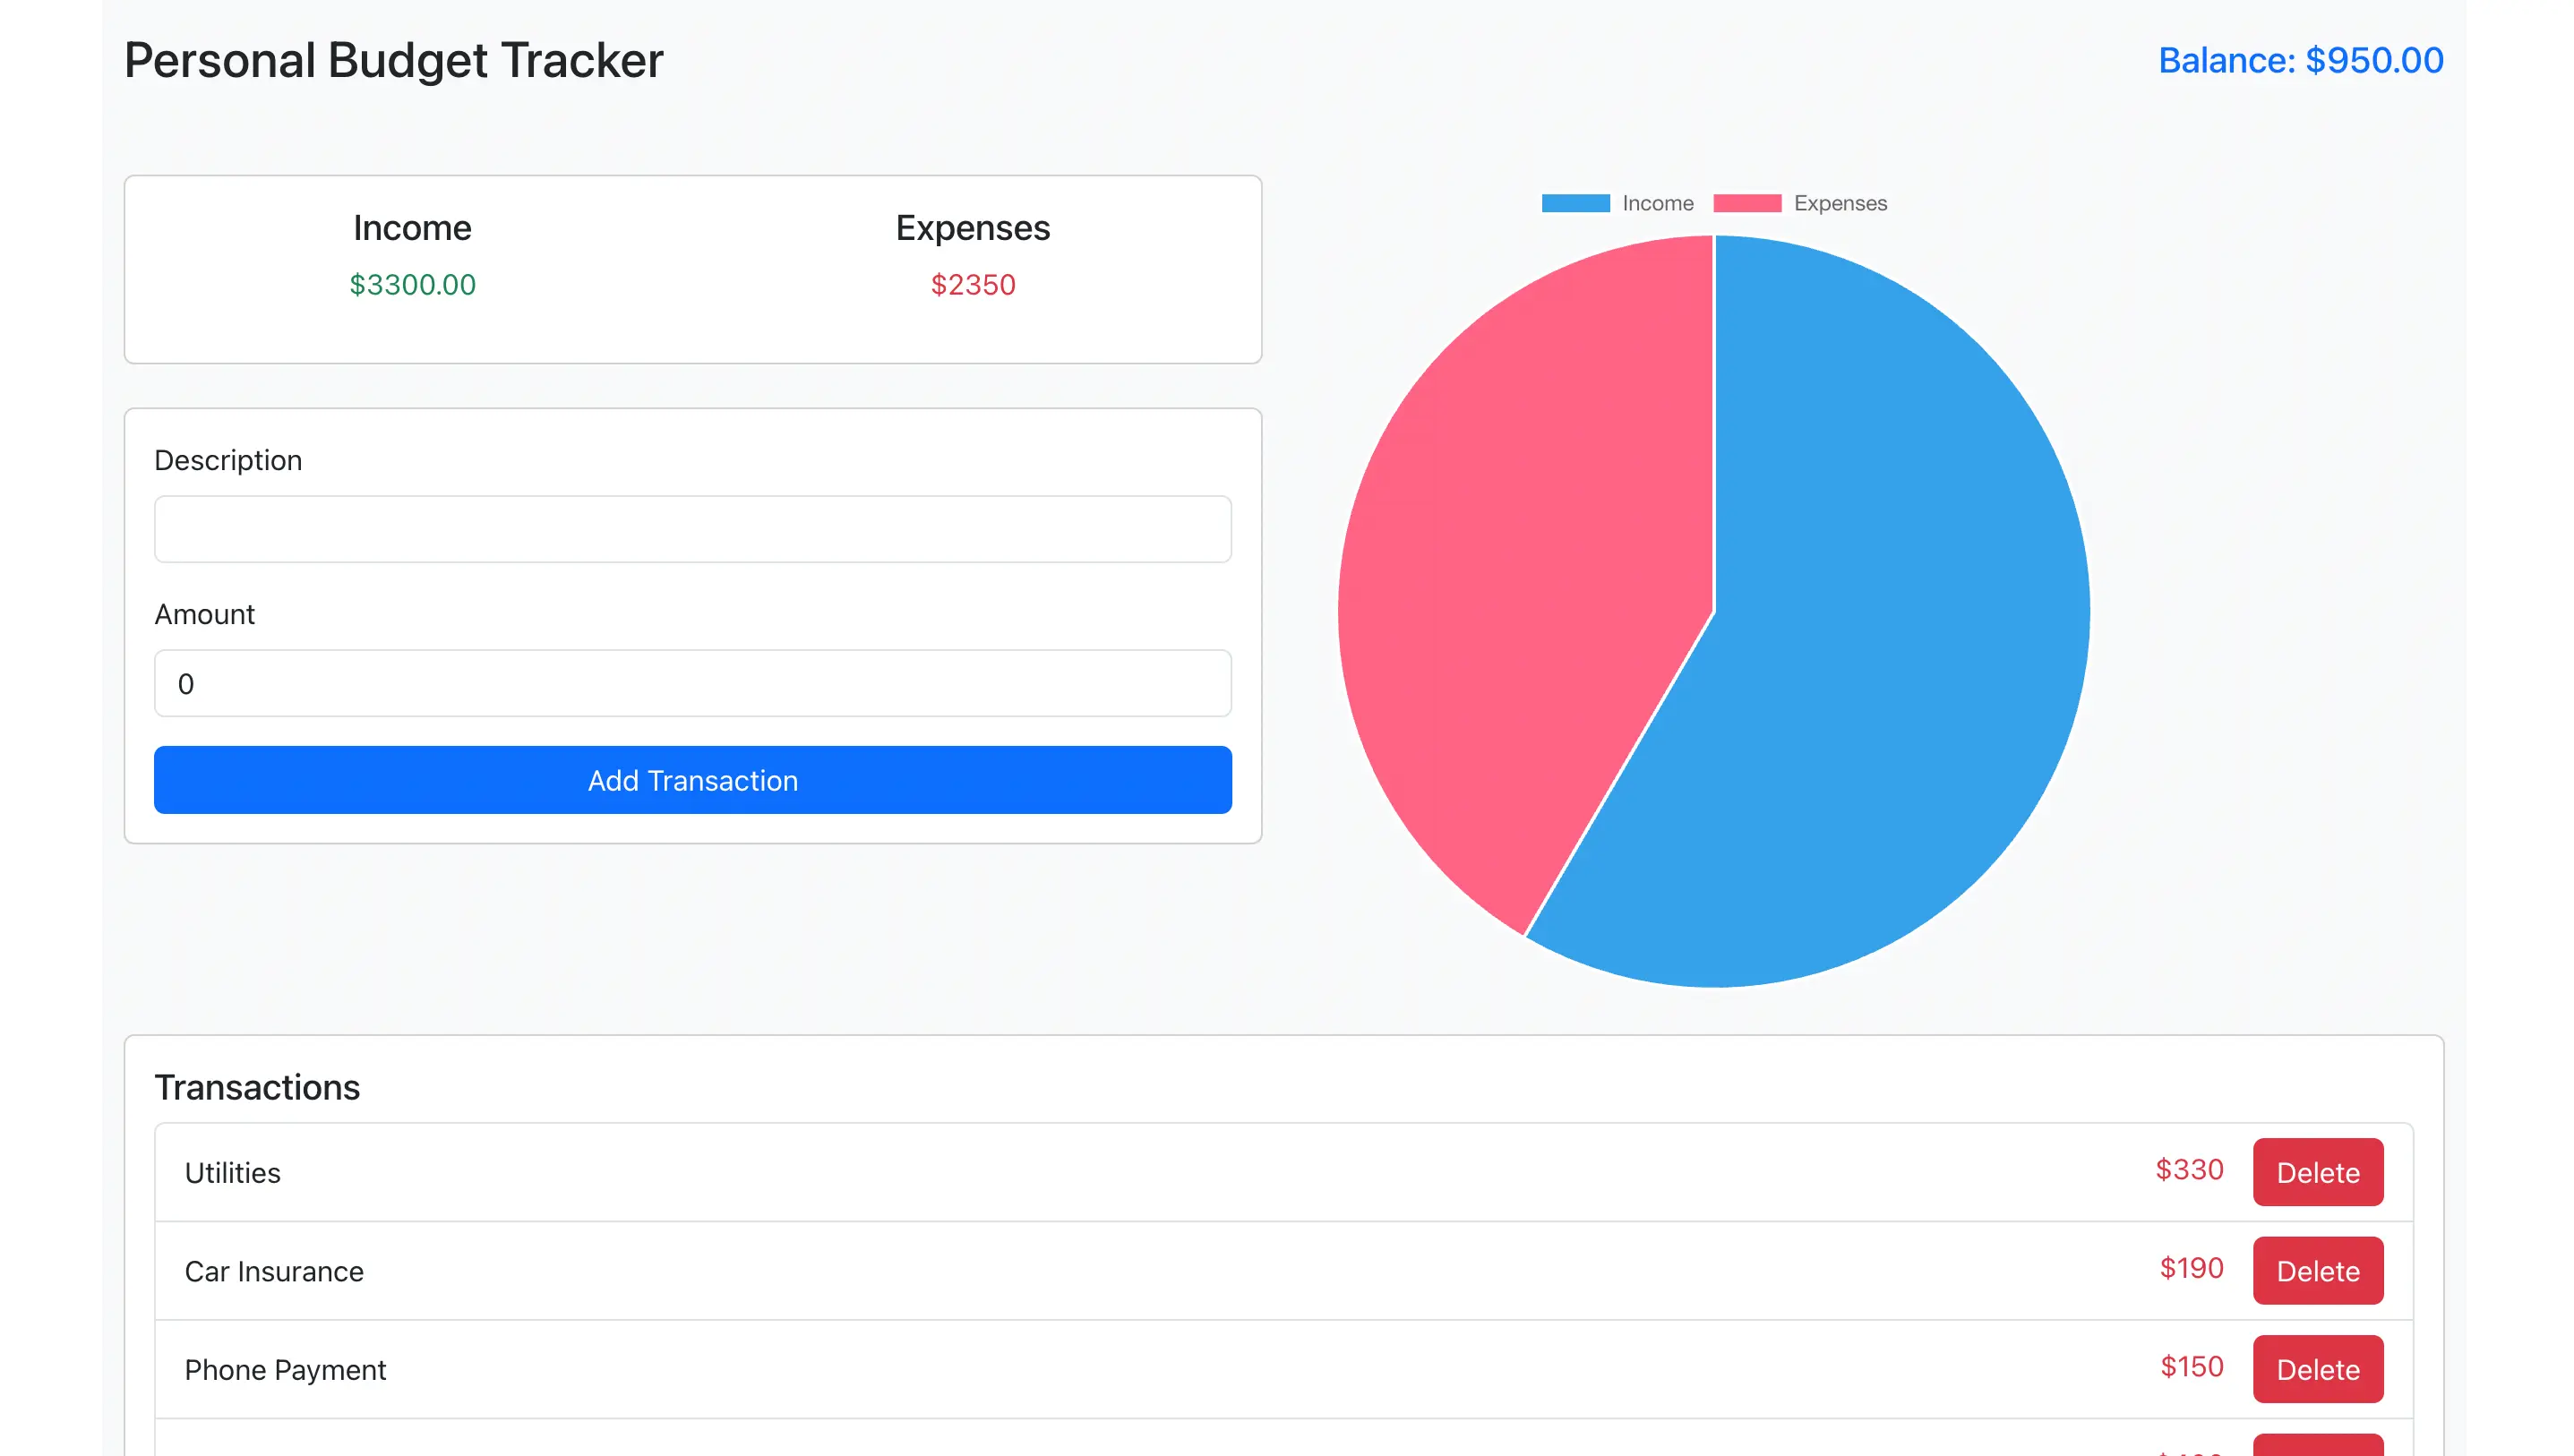 Personal Budget Tracker
Balance: $950.00
Income
Expenses
$3300.00
$2350
Income
Expenses
Description
Amount
0
Add Transaction
Transactions
Utilities
$330
Delete
Car Insurance
$190
Delete
Phone Payment
$150
Delete